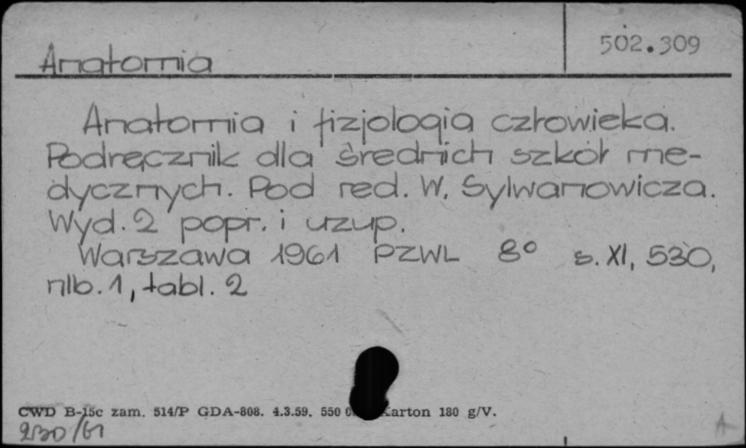 502.309
Anatomia
Anatomia i fizjologia człowieka.
Podręcznik dla średnich szkół me-
dycznych. Pod red. W. Sylwanowicza.
Wyd. 2 popr. i uzup.
Warszawa 1961 PZWL 8° s. XI, 530,
nlb. 1, tabl. 2
CWD B-15c zam. 514/P GDA-808. 4.3.59. 550 0 Karton 180 g/V.
A